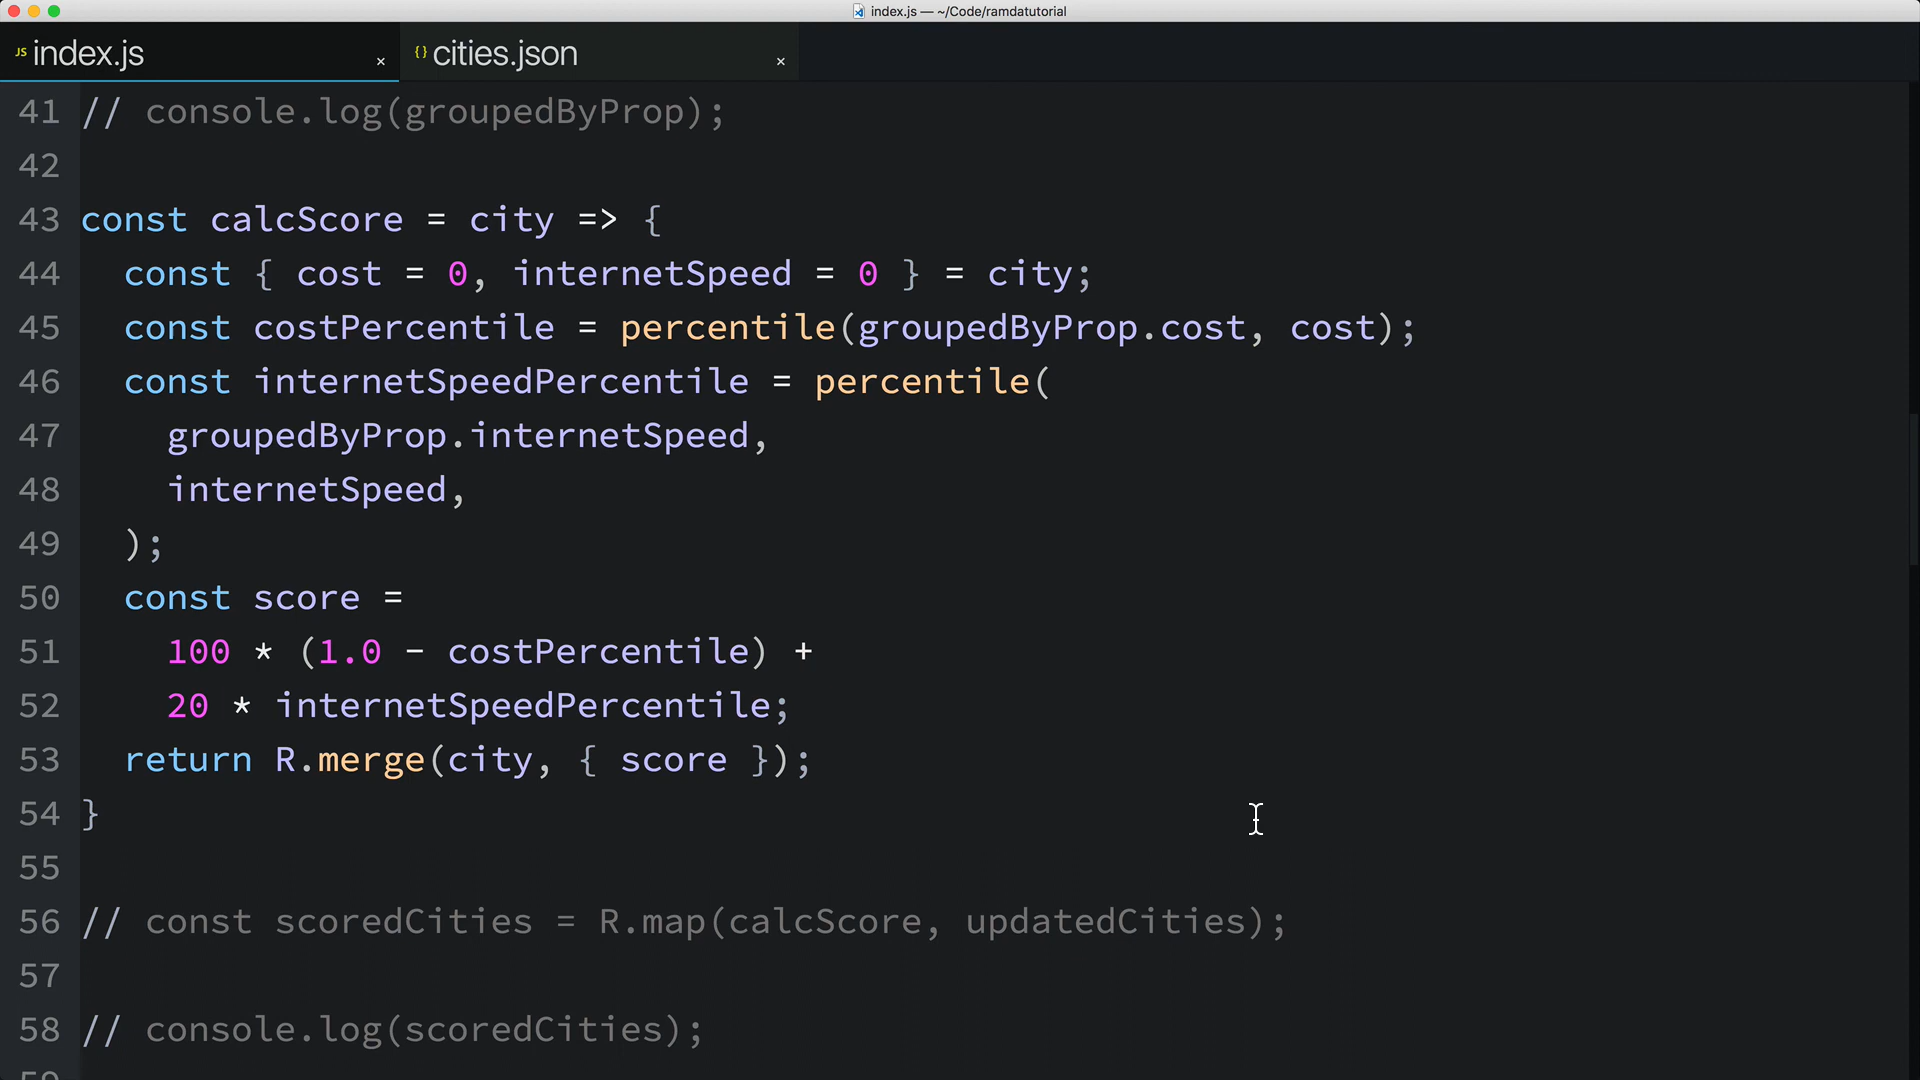 index.js — ~/Code/ramdatutorial
JS index.js ×
{} cities.json ×
41 // console.log(groupedByProp);
42
43 const calcScore = city => {
44   const { cost = 0, internetSpeed = 0 } = city;
45   const costPercentile = percentile(groupedByProp.cost, cost);
46   const internetSpeedPercentile = percentile(
47     groupedByProp.internetSpeed,
48     internetSpeed,
49   );
50   const score =
51     100 * (1.0 - costPercentile) +
52     20 * internetSpeedPercentile;
53   return R.merge(city, { score });
54 }
55
56 // const scoredCities = R.map(calcScore, updatedCities);
57
58 // console.log(scoredCities);
59